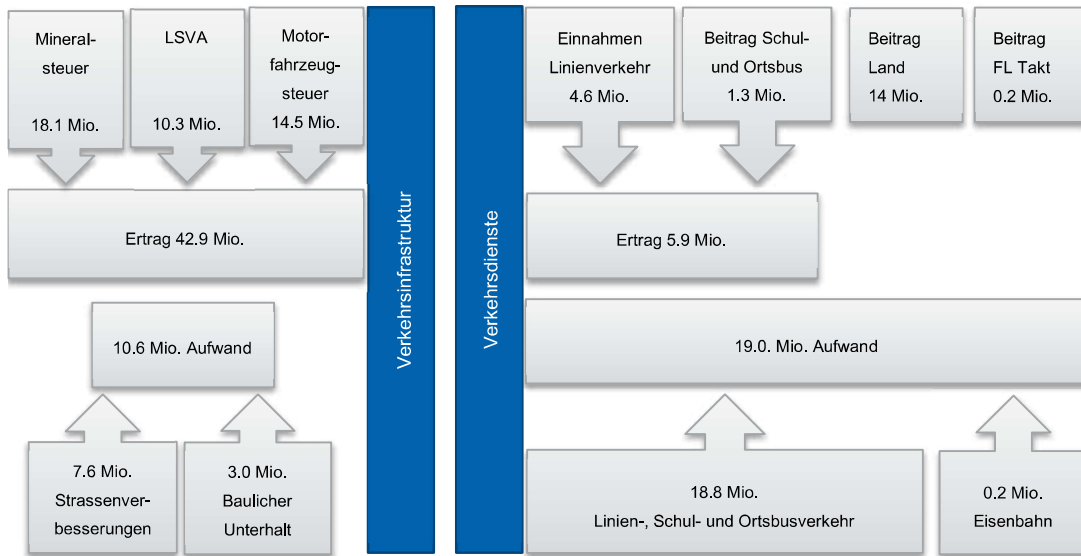 Mineral-
steuer
18.1 Mio.
LSVA
10.3 Mio.
Motor-
fahrzeug-
steuer
14.5 Mio.
Ertrag 42.9 Mio.
10.6 Mio. Aufwand
7.6 Mio.
Strassenver-
besserungen
3.0 Mio.
Baulicher
Unterhalt
Verkehrsinfrastruktur
Verkehrsdienste
Einnahmen
Linienverkehr
4.6 Mio.
Beitrag Schul-
und Ortsbus
1.3 Mio.
Beitrag
Land
14 Mio.
Beitrag
FL Takt
0.2 Mio.
Ertrag 5.9 Mio.
19.0. Mio. Aufwand
18.8 Mio.
Linien-, Schul- und Ortsbusverkehr
0.2 Mio.
Eisenbahn